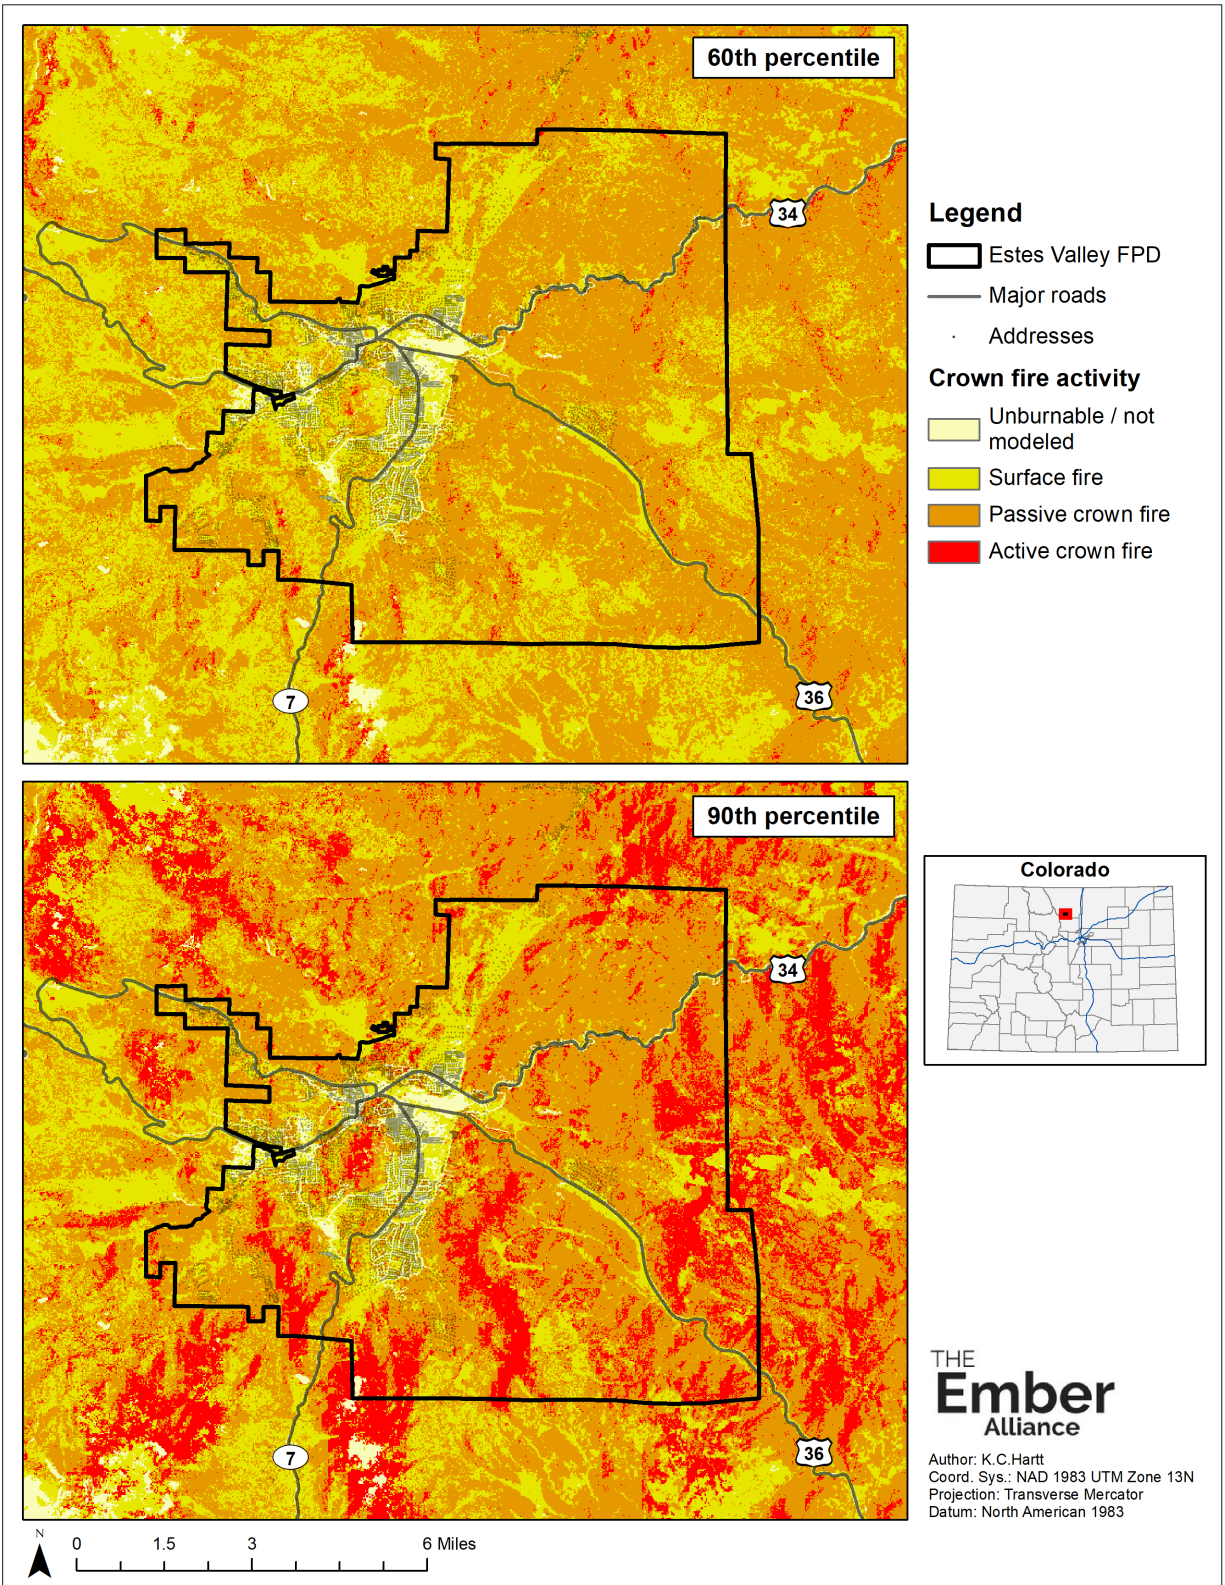 60th percentile
34
7
36
Legend
Estes Valley FPD
Major roads
Addresses
Crown fire activity
Unburnable / not
modeled
Surface fire
Passive crown fire
Active crown fire
90th percentile
34
7
36
Colorado
THE
Ember
Alliance
Author: K.C.Hartt
Coord. Sys.: NAD 1983 UTM Zone 13N
Projection: Transverse Mercator
Datum: North American 1983
N
0 1.5 3 6 Miles